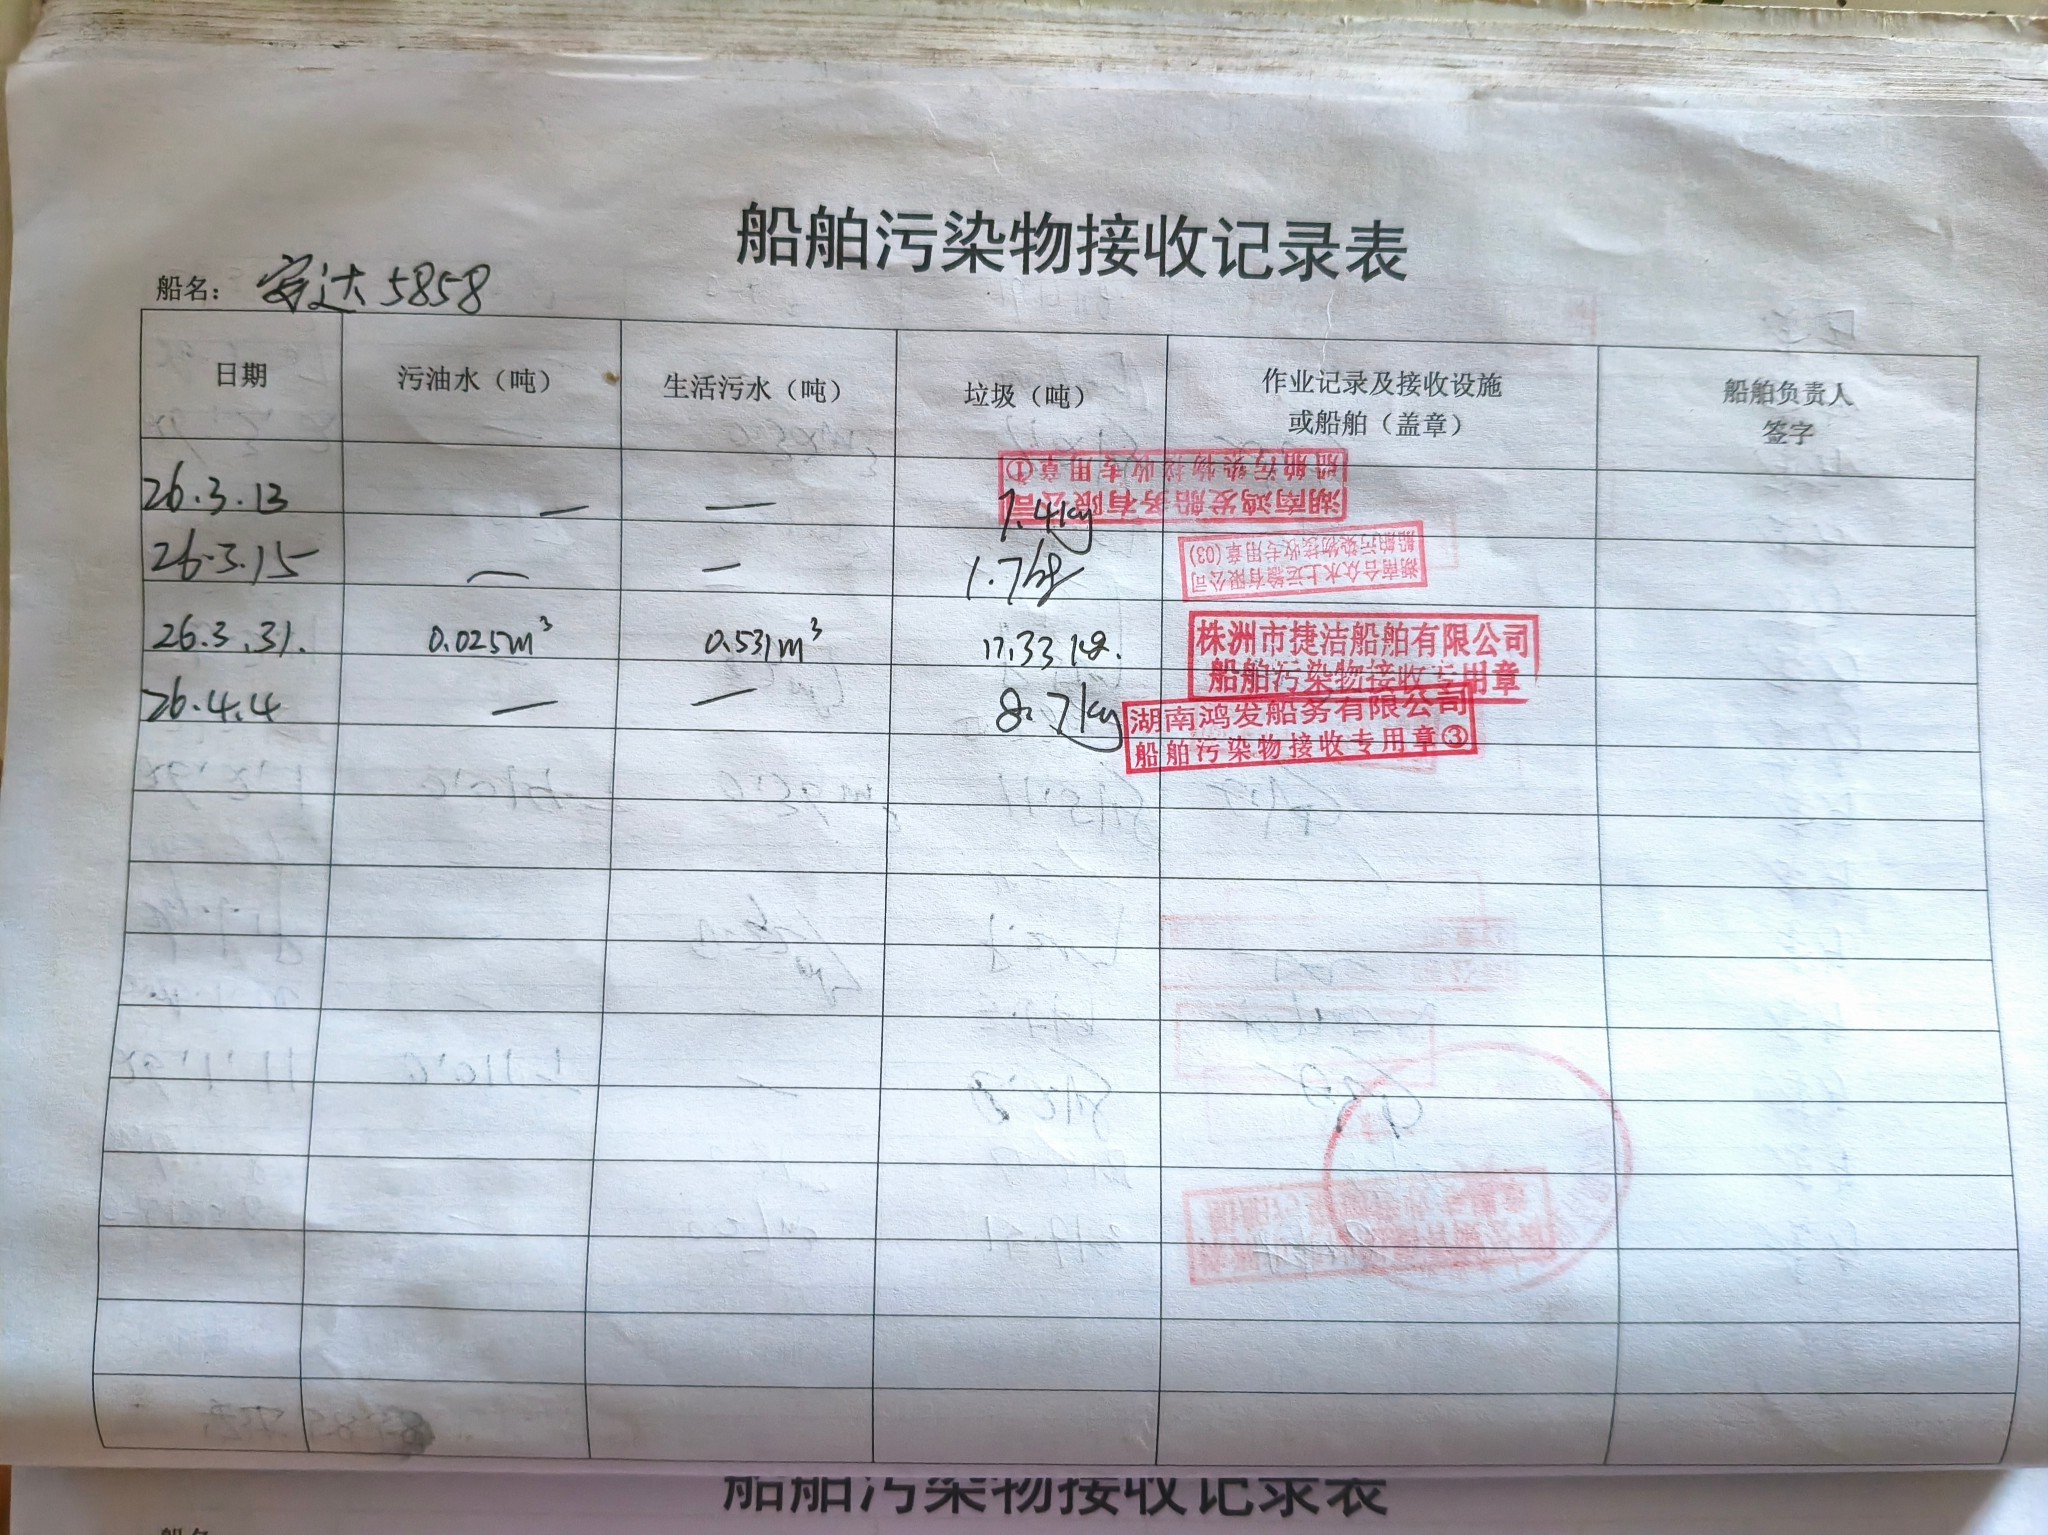 船舶污染物接收记录表
船名： 安达5858
日期 污油水（吨） 生活污水（吨） 垃圾（吨） 作业记录及接收设施或船舶（盖章） 船舶负责人签字
26.3.13 — — 7.4kg
湖南鸿发船务有限公司
船舶污染物接收专用章①
26.3.15 — — 1.7kg
湖南合众水上运输有限公司
船舶污染物接收专用章(03)
26.3.31. 0.025m³ 0.531m³ 17.33kg.
株洲市捷洁船舶有限公司
船舶污染物接收专用章
26.4.4 — — 8.7kg
湖南鸿发船务有限公司
船舶污染物接收专用章③
船舶污染物接收记录表
船名